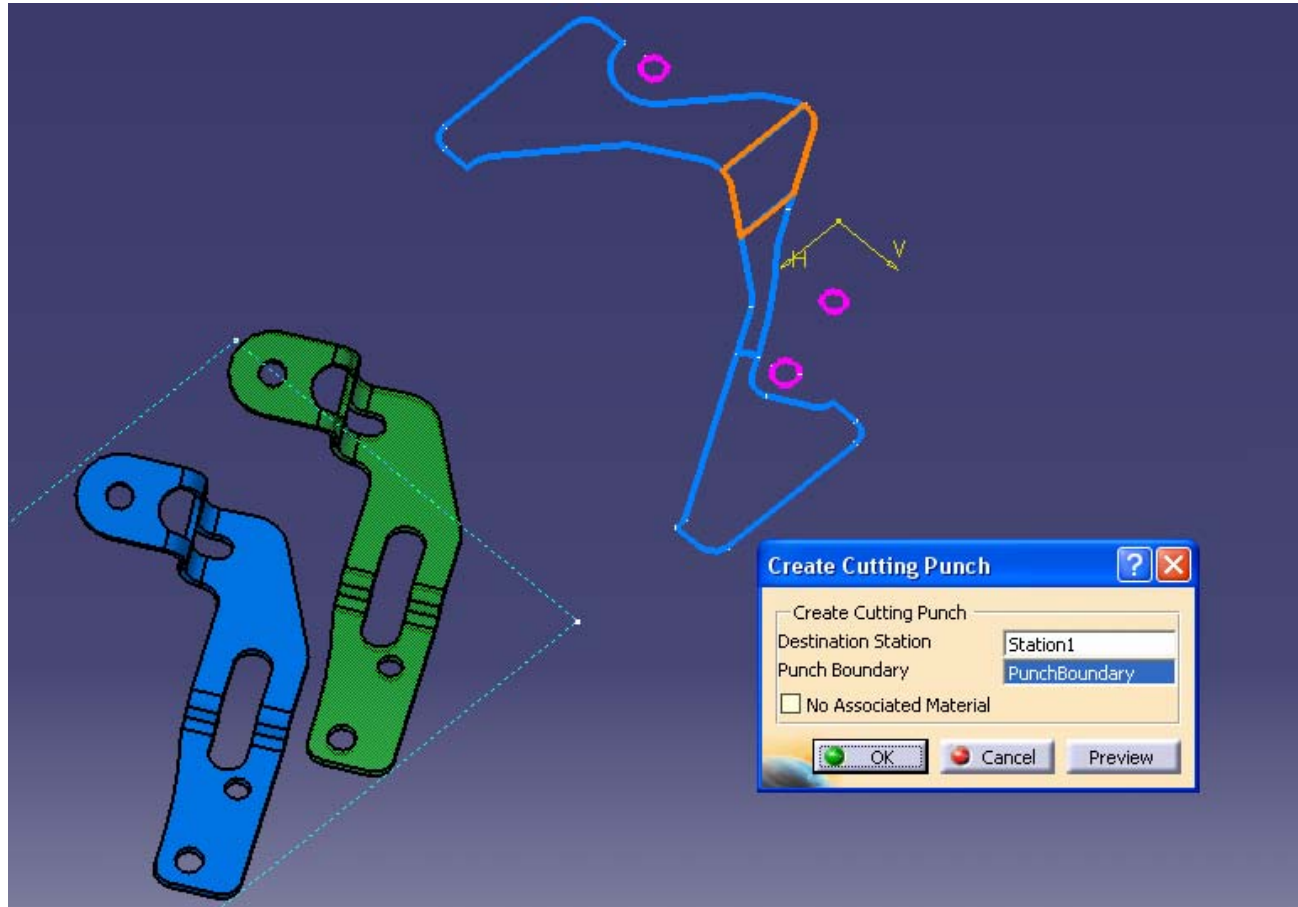 H
V
Create Cutting Punch
?
Create Cutting Punch
Destination Station Station1
Punch Boundary PunchBoundary
No Associated Material
OK Cancel Preview